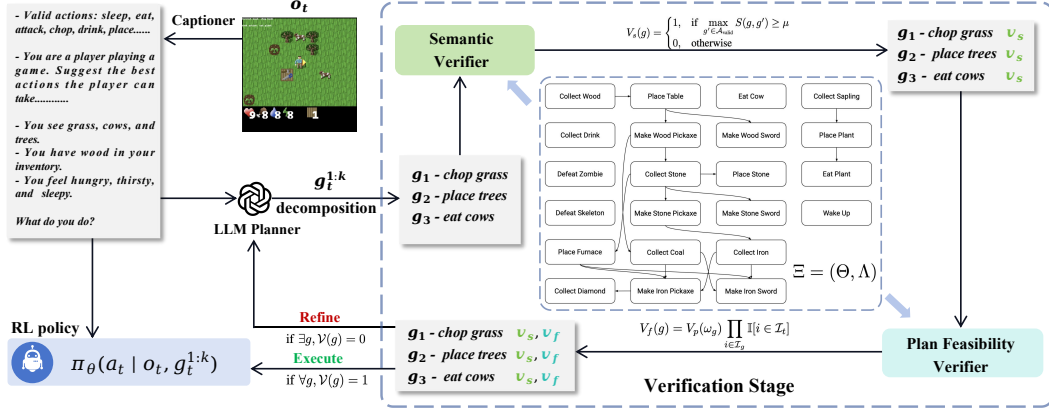 - Valid actions: sleep, eat,
attack, chop, drink, place......
- You are a player playing a
game. Suggest the best
actions the player can
take............
- You see grass, cows, and
trees.
- You have wood in your
inventory.
- You feel hungry, thirsty,
and sleepy.
What do you do?
Captioner
o_t
9 8 8 8 1
LLM Planner
g_t^{1:k}
decomposition
g_1 - chop grass
g_2 - place trees
g_3 - eat cows
Semantic
Verifier
V_s(g) = { 1, if max_{g'∈A_valid} S(g, g') ≥ μ
0, otherwise
g_1 - chop grass v_s
g_2 - place trees v_s
g_3 - eat cows v_s
Collect Wood Place Table Eat Cow Collect Sapling
Collect Drink Make Wood Pickaxe Make Wood Sword Place Plant
Defeat Zombie Collect Stone Place Stone Eat Plant
Defeat Skeleton Make Stone Pickaxe Make Stone Sword Wake Up
Place Furnace Collect Coal Collect Iron
Collect Diamond Make Iron Pickaxe Make Iron Sword
Ξ = (Θ, Λ)
Plan Feasibility
Verifier
V_f(g) = V_p(ω_g) ∏_{i∈I_g} 𝕀[i ∈ I_t]
g_1 - chop grass v_s, v_f
g_2 - place trees v_s, v_f
g_3 - eat cows v_s, v_f
Verification Stage
Refine
if ∃g, V(g) = 0
Execute
if ∀g, V(g) = 1
RL policy
π_θ(a_t | o_t, g_t^{1:k})